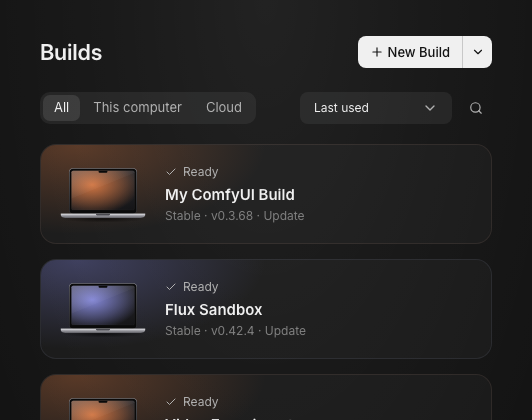 Builds
New Build
All
This computer
Cloud
Last used
Ready
My ComfyUI Build
Stable · v0.3.68 · Update
Ready
Flux Sandbox
Stable · v0.42.4 · Update
Ready